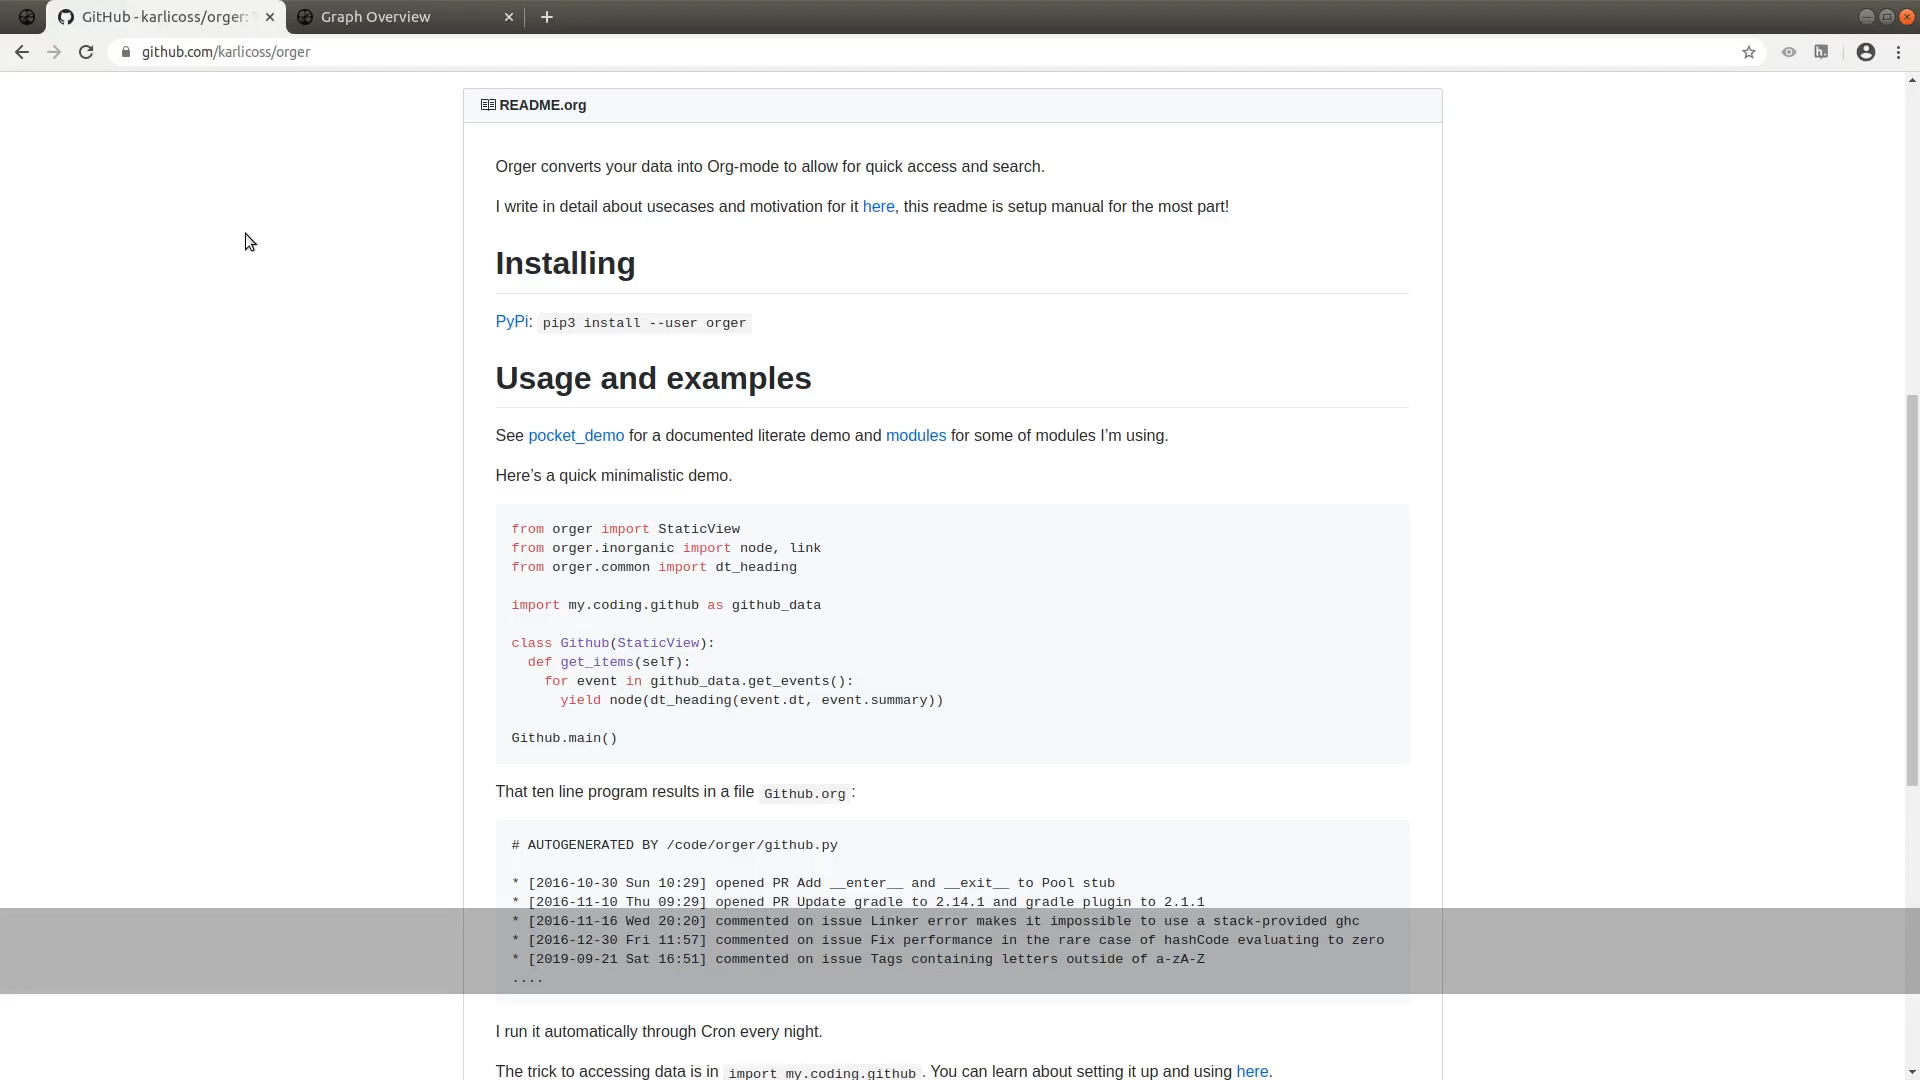 GitHub - karlicoss/orger:
Graph Overview
github.com/karlicoss/orger
README.org
Orger converts your data into Org-mode to allow for quick access and search.
I write in detail about usecases and motivation for it here, this readme is setup manual for the most part!
Installing
PyPi: pip3 install --user orger
Usage and examples
See pocket_demo for a documented literate demo and modules for some of modules I’m using.
Here’s a quick minimalistic demo.
from orger import StaticView
from orger.inorganic import node, link
from orger.common import dt_heading
import my.coding.github as github_data
class Github(StaticView):
  def get_items(self):
    for event in github_data.get_events():
      yield node(dt_heading(event.dt, event.summary))
Github.main()
That ten line program results in a file Github.org :
# AUTOGENERATED BY /code/orger/github.py
* [2016-10-30 Sun 10:29] opened PR Add __enter__ and __exit__ to Pool stub
* [2016-11-10 Thu 09:29] opened PR Update gradle to 2.14.1 and gradle plugin to 2.1.1
* [2016-11-16 Wed 20:20] commented on issue Linker error makes it impossible to use a stack-provided ghc
* [2016-12-30 Fri 11:57] commented on issue Fix performance in the rare case of hashCode evaluating to zero
* [2019-09-21 Sat 16:51] commented on issue Tags containing letters outside of a-zA-Z
....
I run it automatically through Cron every night.
The trick to accessing data is in import my.coding.github . You can learn about setting it up and using here.